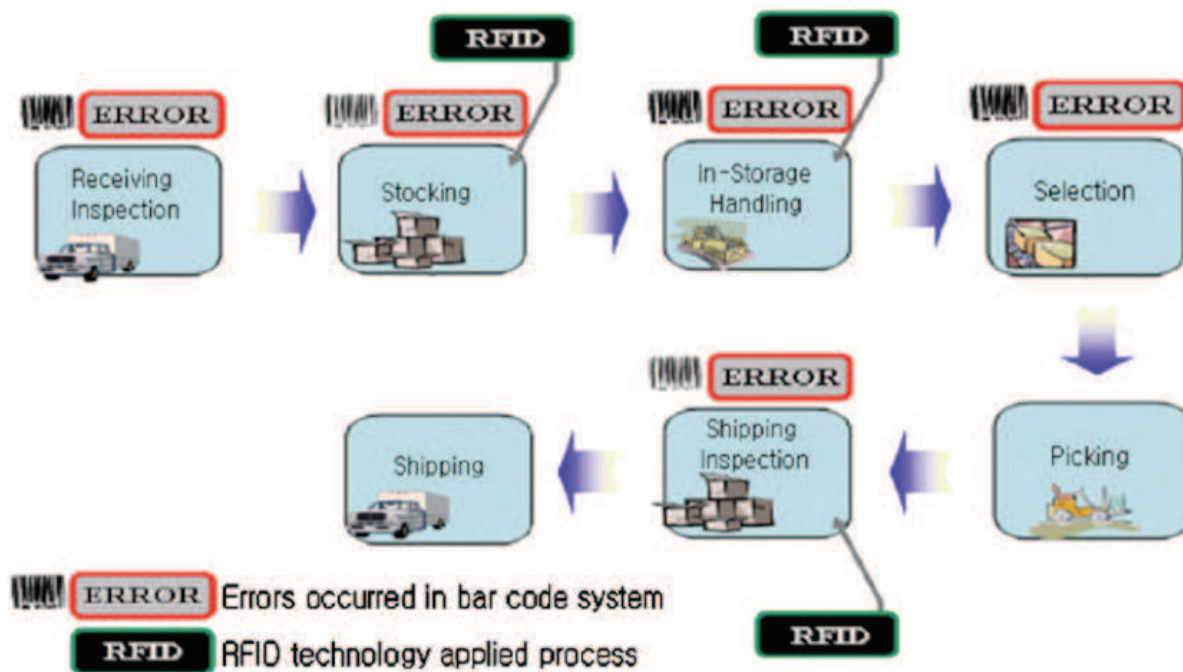 RFID
RFID
ERROR
ERROR
ERROR
ERROR
Receiving
Inspection
Stocking
In-Storage
Handling
Selection
ERROR
Shipping
Shipping
Inspection
Picking
ERROR Errors occurred in bar code system
RFID
RFID RFID technology applied process